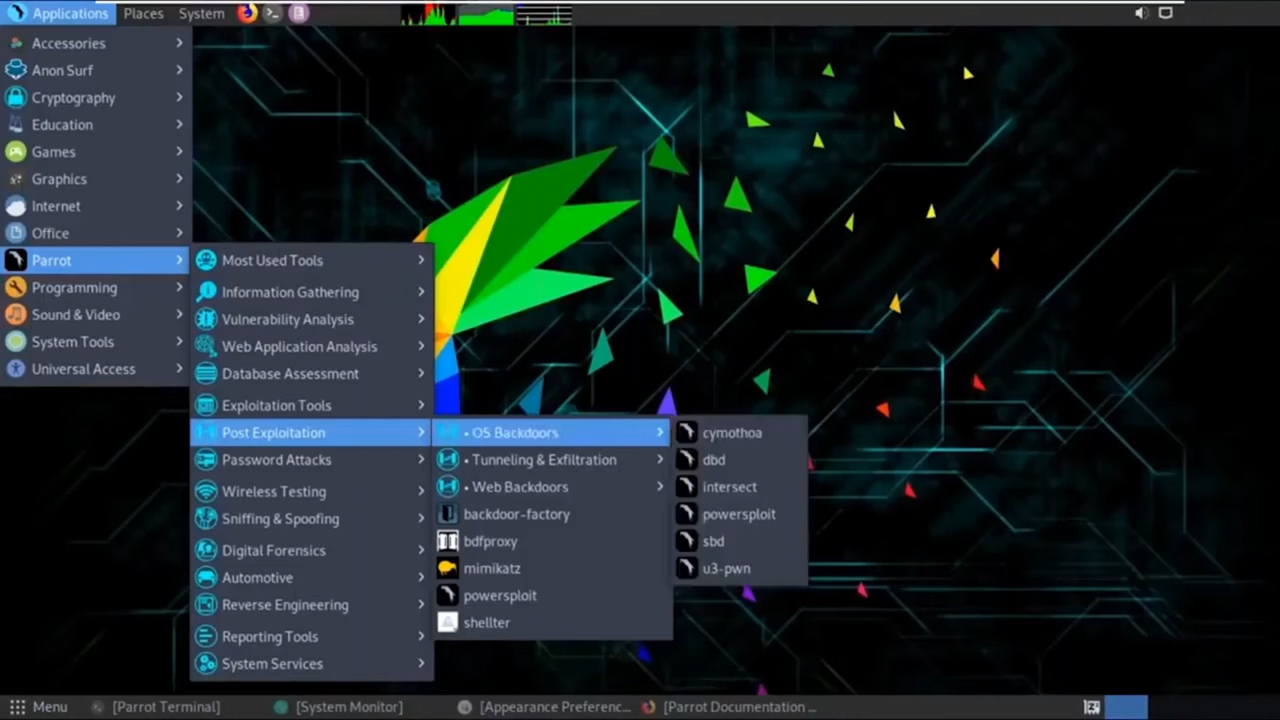 Applications Places System
Accessories
Anon Surf
Cryptography
Education
Games
Graphics
Internet
Office
Parrot
Programming
Sound & Video
System Tools
Universal Access
Most Used Tools
Information Gathering
Vulnerability Analysis
Web Application Analysis
Database Assessment
Exploitation Tools
Post Exploitation
Password Attacks
Wireless Testing
Sniffing & Spoofing
Digital Forensics
Automotive
Reverse Engineering
Reporting Tools
System Services
• OS Backdoors
• Tunneling & Exfiltration
• Web Backdoors
backdoor-factory
bdfproxy
mimikatz
powersploit
shellter
cymothoa
dbd
intersect
powersploit
sbd
u3-pwn
Menu [Parrot Terminal] [System Monitor] [Appearance Preferenc... [Parrot Documentation ...